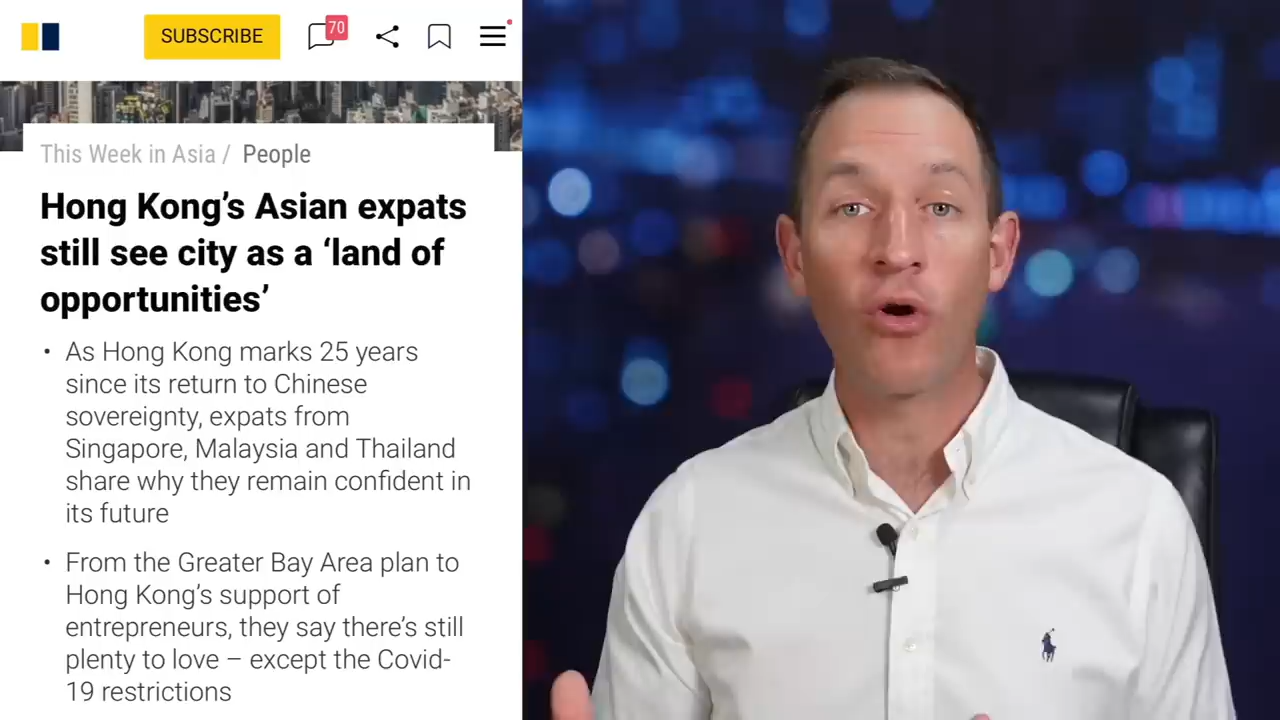 SUBSCRIBE
70
This Week in Asia / People
Hong Kong’s Asian expats
still see city as a ‘land of
opportunities’
• As Hong Kong marks 25 years
since its return to Chinese
sovereignty, expats from
Singapore, Malaysia and Thailand
share why they remain confident in
its future
• From the Greater Bay Area plan to
Hong Kong’s support of
entrepreneurs, they say there’s still
plenty to love – except the Covid-
19 restrictions